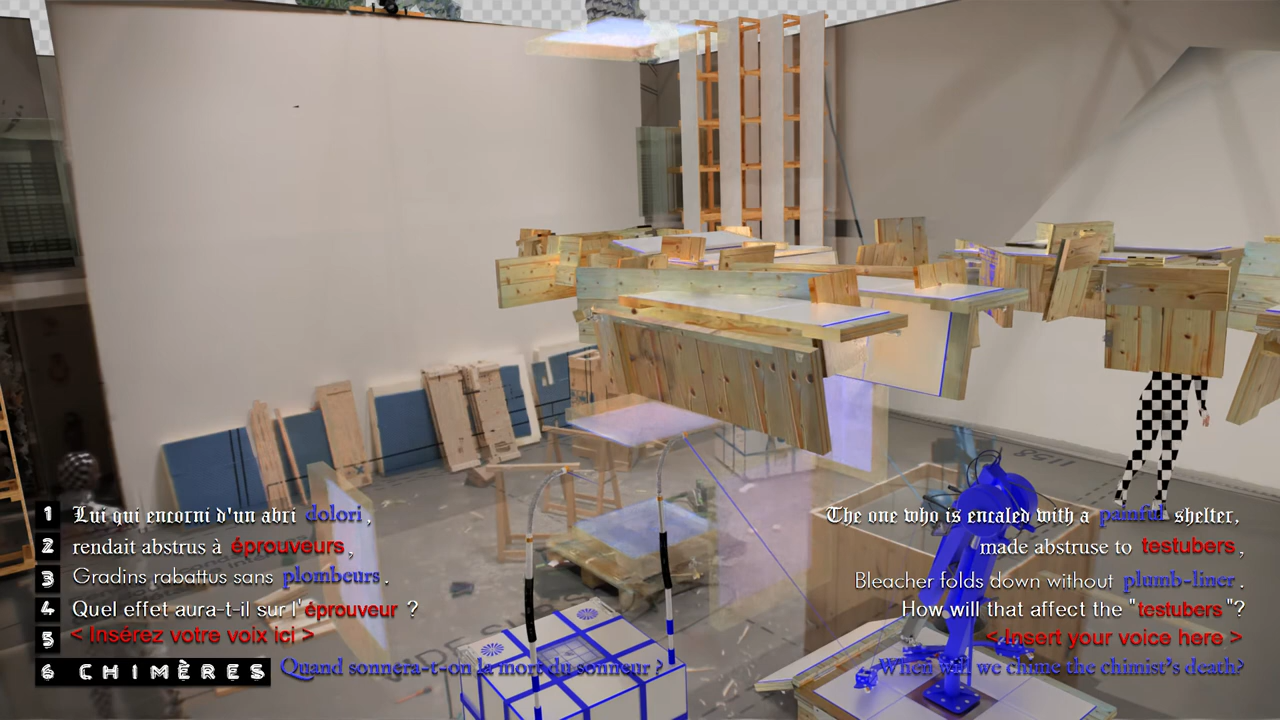 1 Lui qui encorni d'un abri dolori,
2 rendait abstrus à éprouveurs,
3 Gradins rabattus sans plombeurs.
4 Quel effet aura-t-il sur l'éprouveur ?
5 < Insérez votre voix ici >
6 CHIMÈRES Quand sonnera-t-on la mort du sonneur ?
The one who is encaled with a painful shelter,
made abstruse to testubers,
Bleacher folds down without plumb-liner.
How will that affect the "testubers"?
< Insert your voice here >
When will we chime the chimist's death?